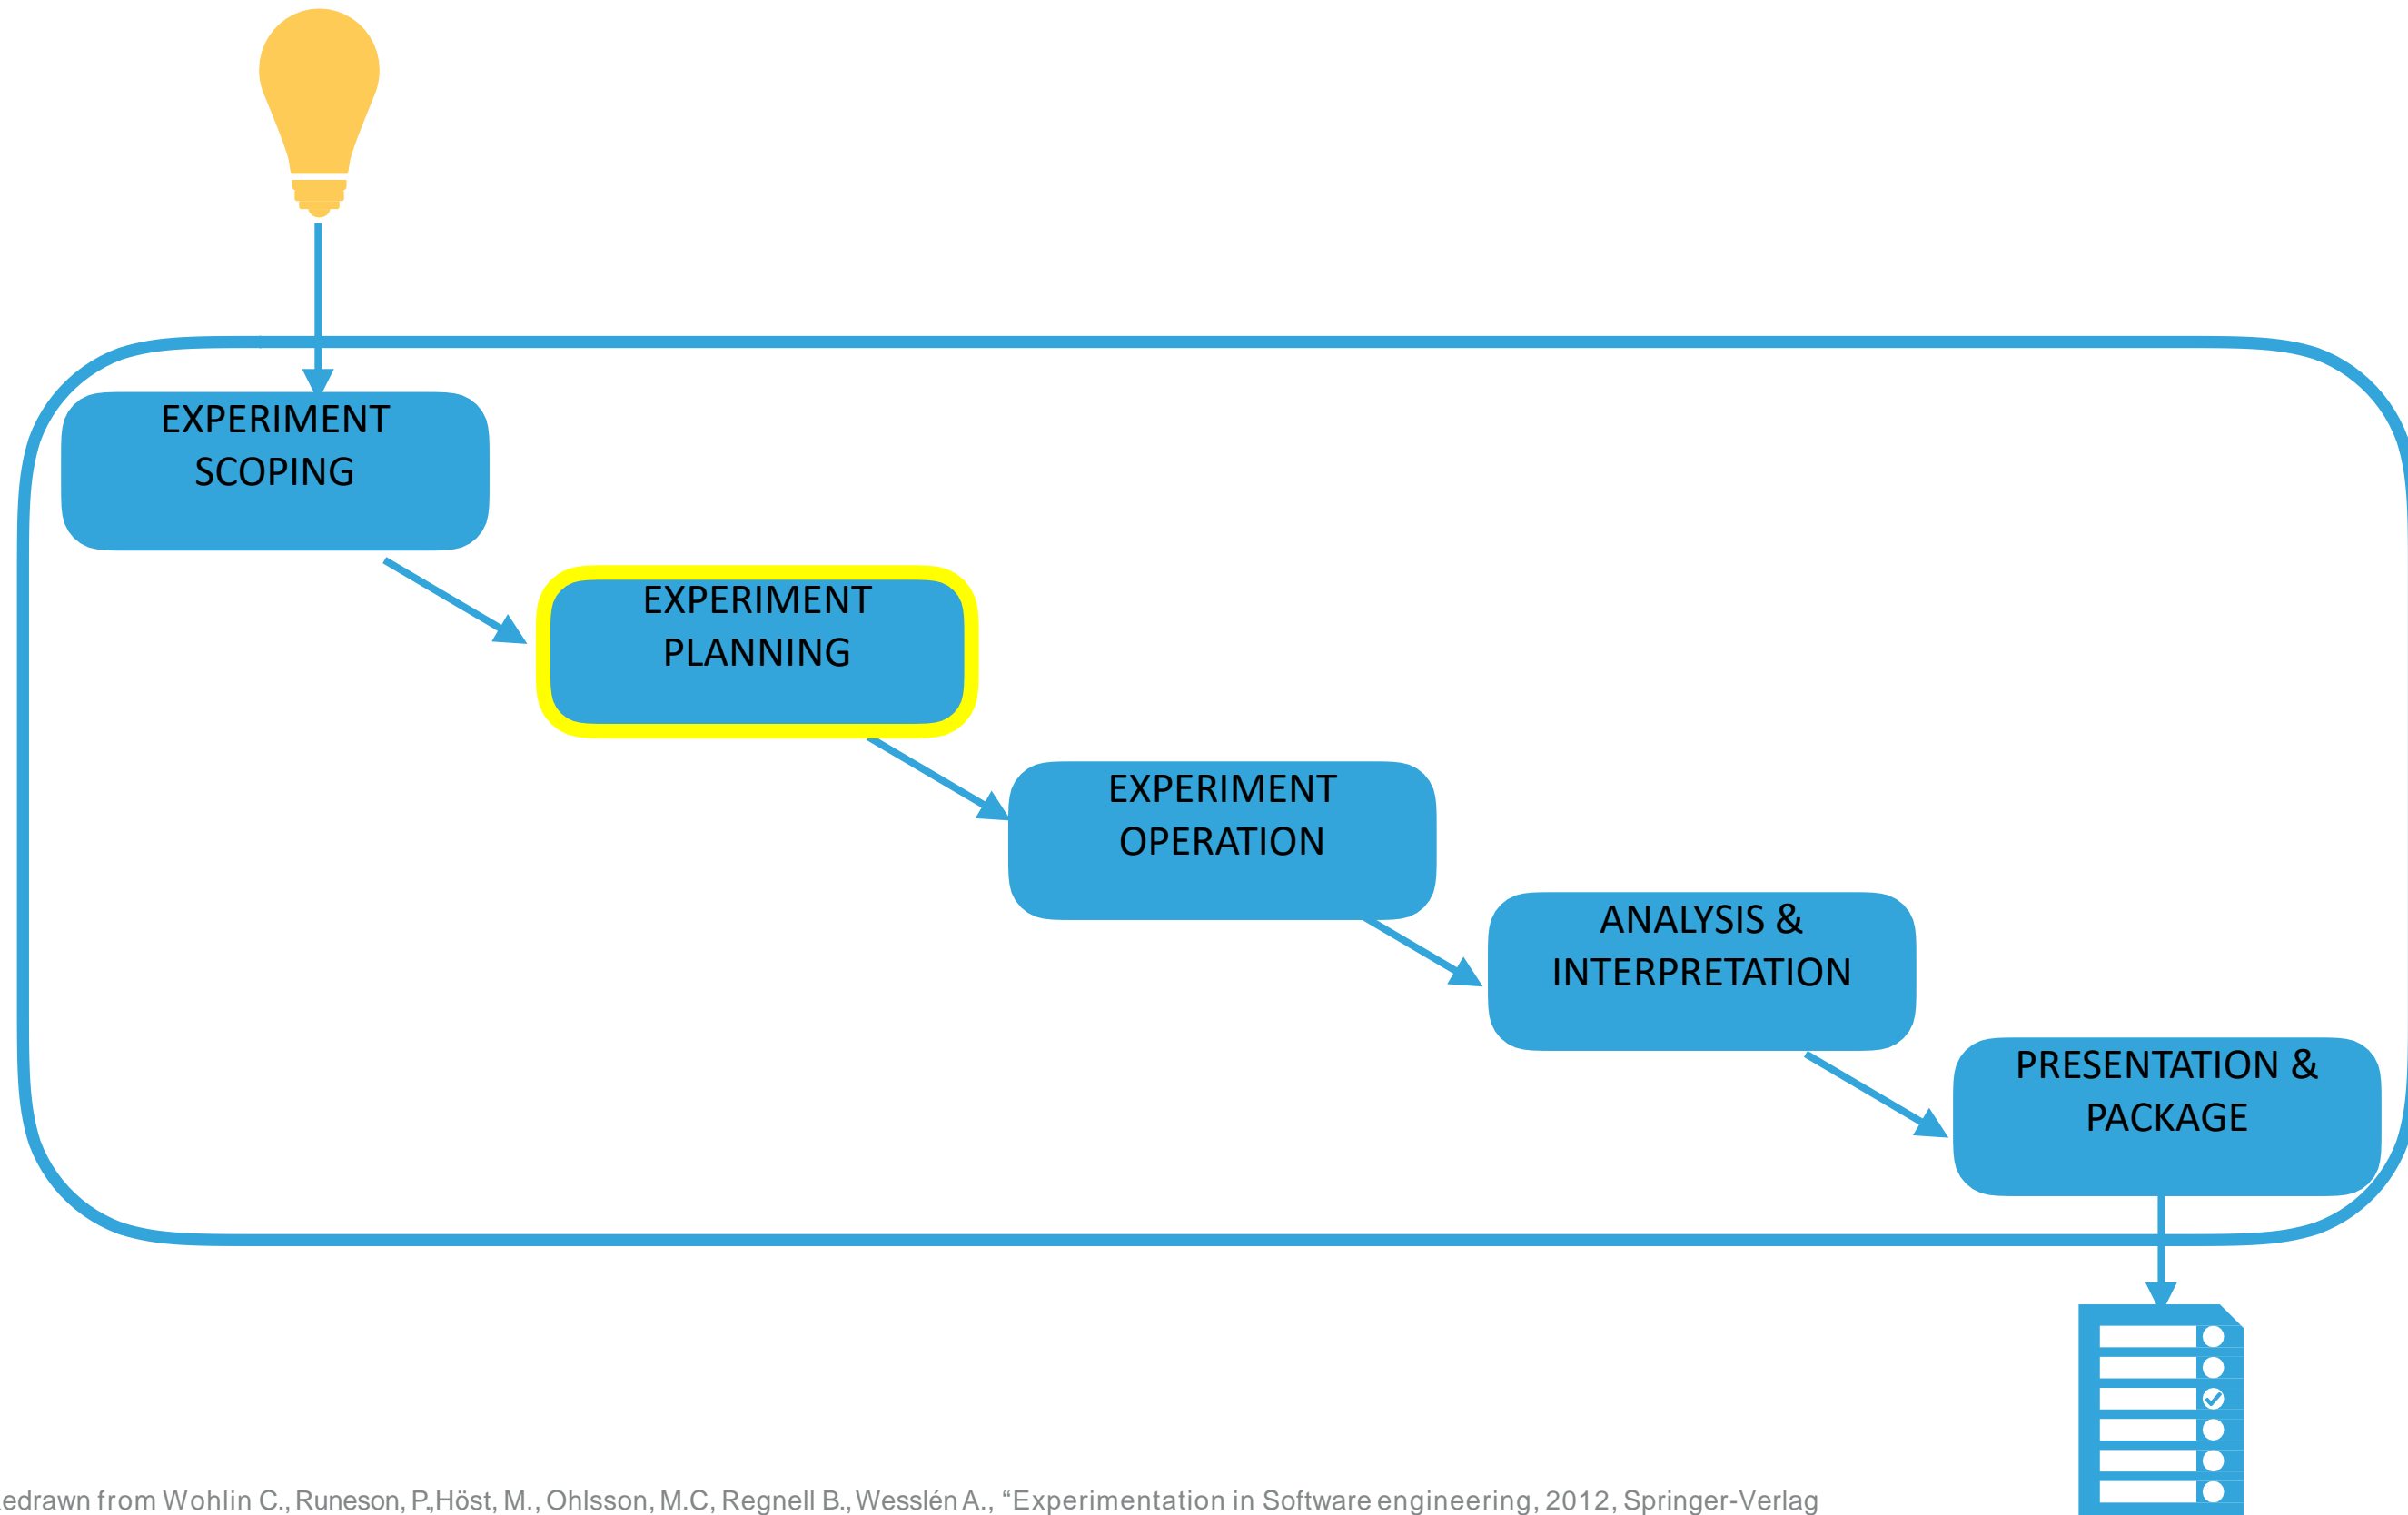 EXPERIMENT
SCOPING
EXPERIMENT
PLANNING
EXPERIMENT
OPERATION
ANALYSIS &
INTERPRETATION
PRESENTATION &
PACKAGE
edrawn from Wohlin C., Runeson, P.,Höst, M., Ohlsson, M.C, Regnell B., Wesslén A., “Experimentation in Software engineering, 2012, Springer-Verlag